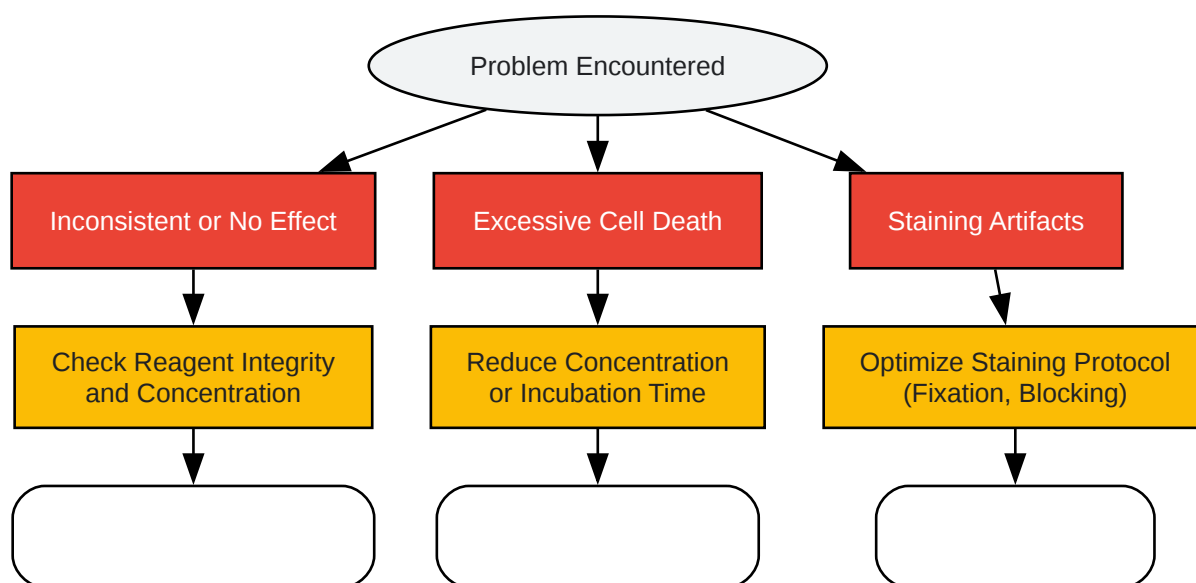 Problem Encountered
Inconsistent or No Effect
Excessive Cell Death
Staining Artifacts
Check Reagent Integrity
and Concentration
Reduce Concentration
or Incubation Time
Optimize Staining Protocol
(Fixation, Blocking)